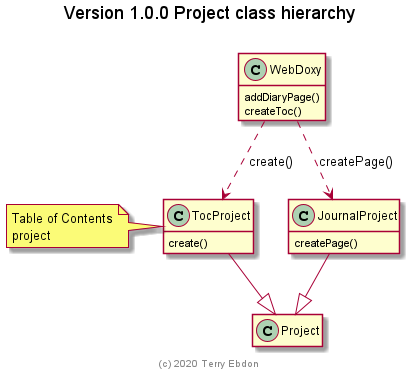 Version 1.0.0 Project class hierarchy
C WebDoxy
addDiaryPage()
createToc()
create()
createPage()
Table of Contents
project
C TocProject
create()
C JournalProject
createPage()
C Project
(c) 2020 Terry Ebdon